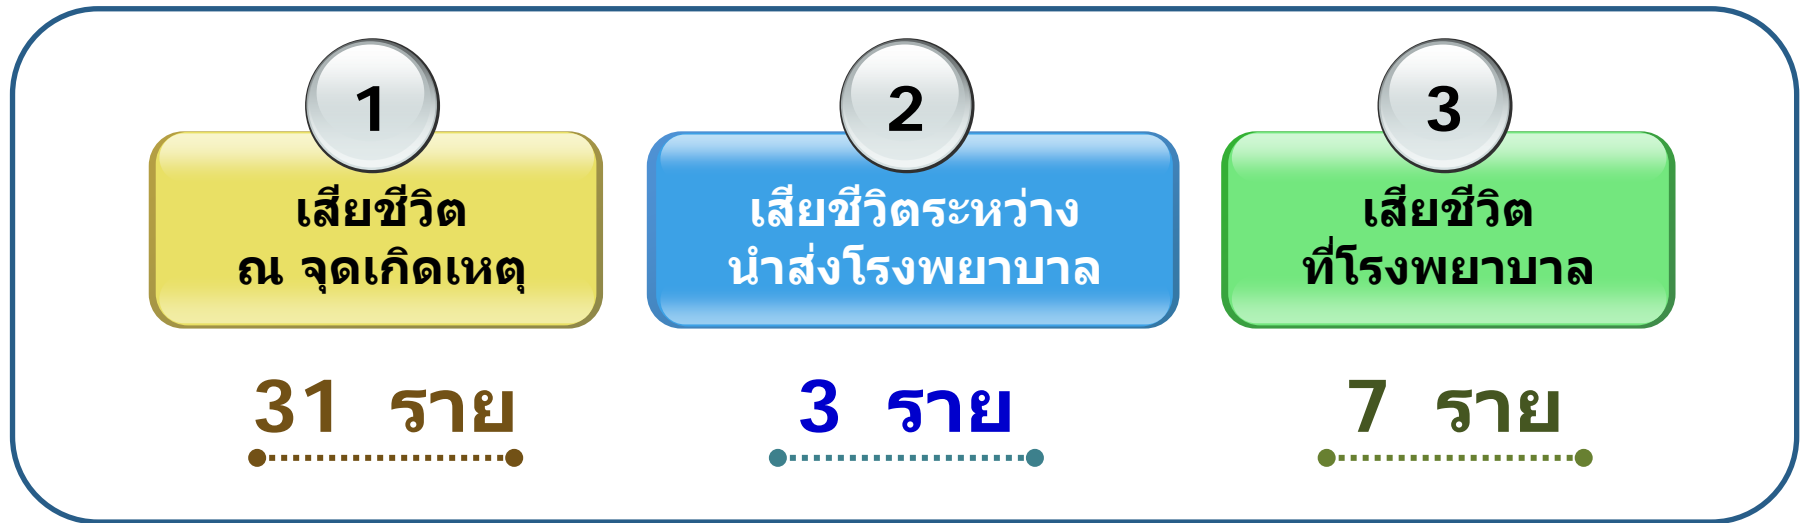 1
เสียชีวิต
ณ จุดเกิดเหตุ
31 ราย
2
เสียชีวิตระหว่าง
นำส่งโรงพยาบาล
3 ราย
3
เสียชีวิต
ที่โรงพยาบาล
7 ราย